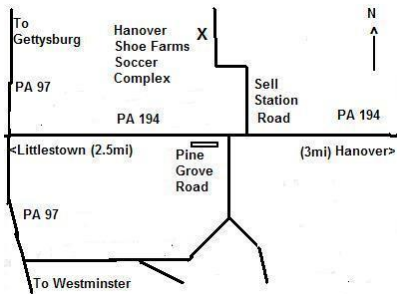 To
Gettysburg
Hanover
Shoe Farms
Soccer
Complex
X
N
PA 97
Sell
Station
Road
PA 194
PA 194
<Littlestown (2.5mi)
(3mi) Hanover>
Pine
Grove
Road
PA 97
To Westminster